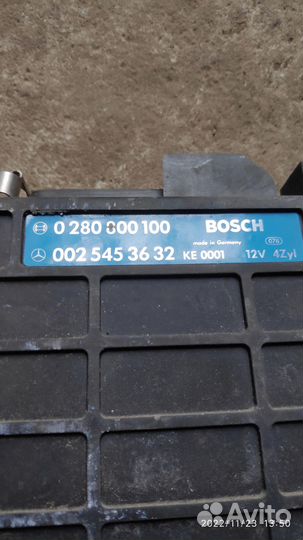 0 280 800 100 BOSCH
made in Germany 076
002 545 36 32 KE 0001 12V 4Zyl
Avito
2022/11/23 13:50